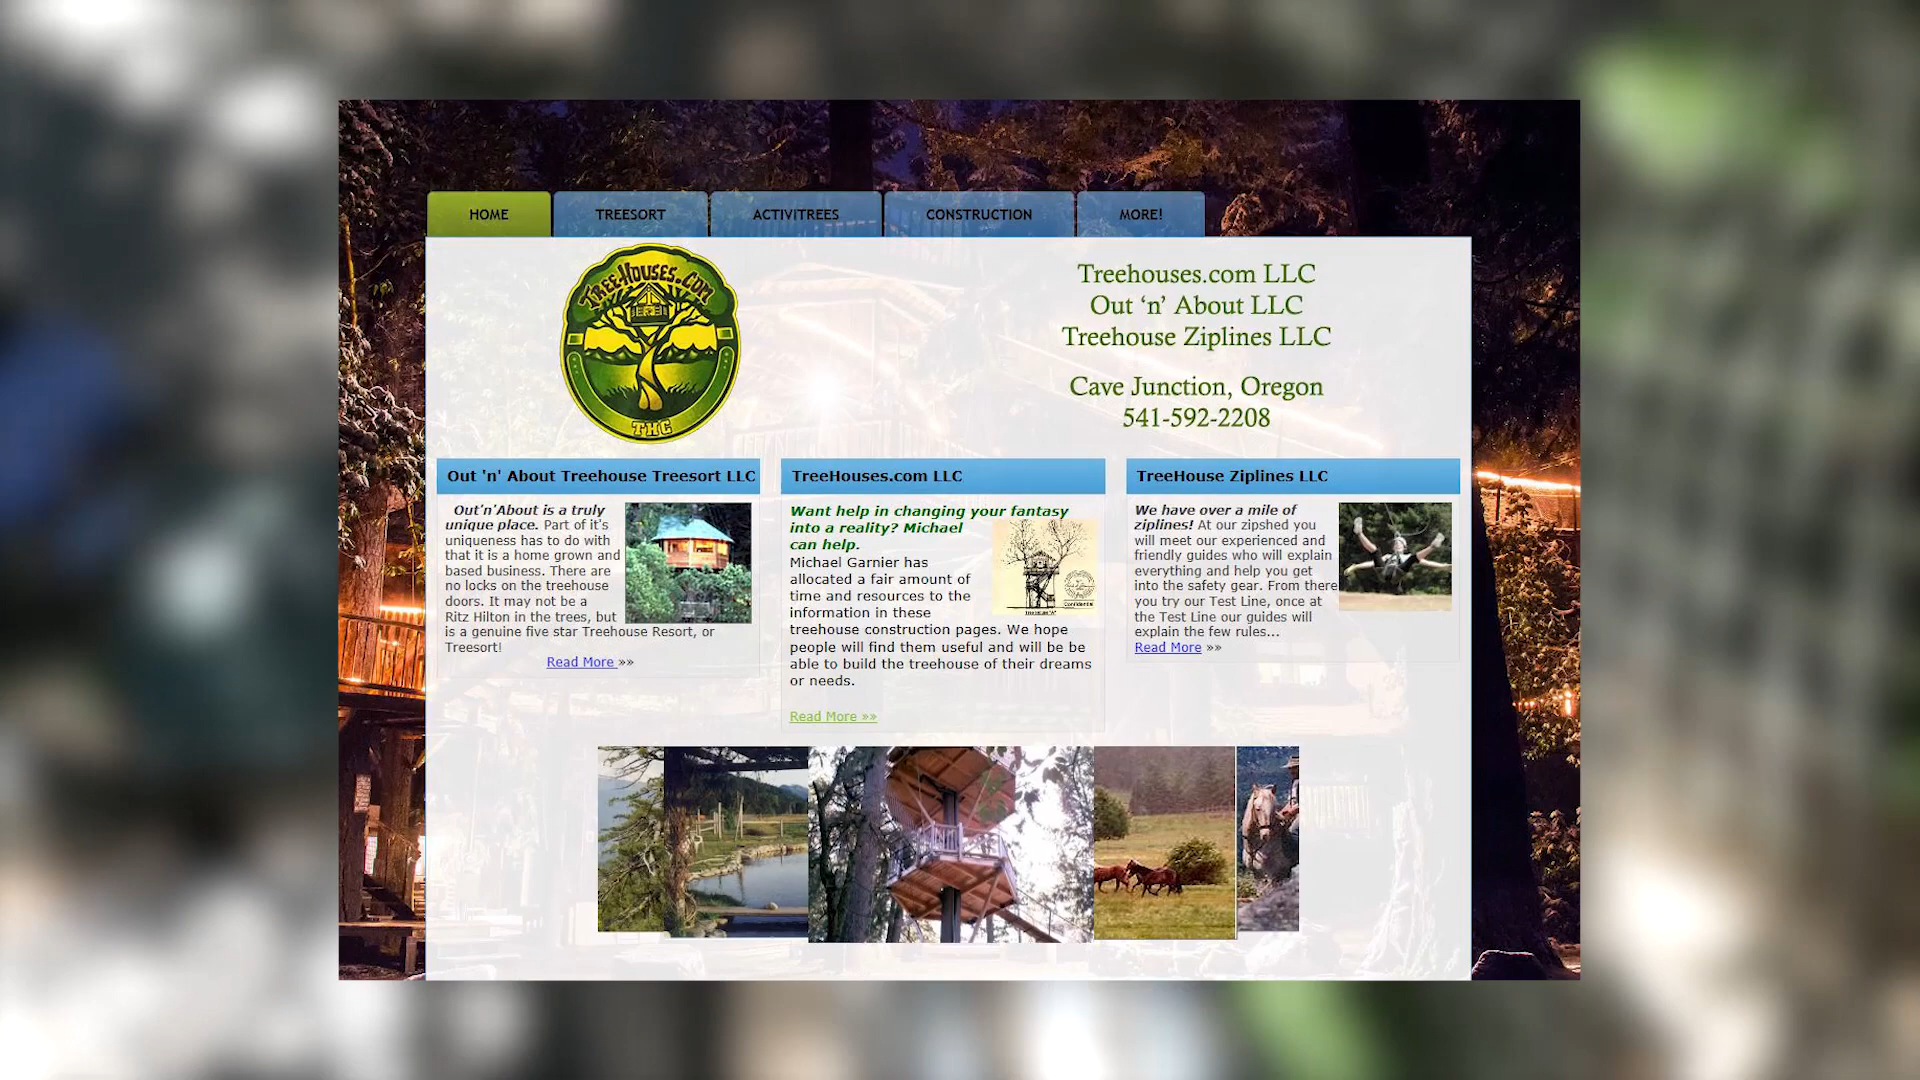 HOME
TREESORT
ACTIVITREES
CONSTRUCTION
MORE!
TREE-HOUSES.COM
THC
Treehouses.com LLC
Out ‘n’ About LLC
Treehouse Ziplines LLC
Cave Junction, Oregon
541-592-2208
Out 'n' About Treehouse Treesort LLC
Out'n'About is a truly
unique place. Part of it's
uniqueness has to do with
that it is a home grown and
based business. There are
no locks on the treehouse
doors. It may not be a
Ritz Hilton in the trees, but
is a genuine five star Treehouse Resort, or
Treesort!
Read More »»
TreeHouses.com LLC
Want help in changing your fantasy
into a reality? Michael
can help.
Michael Garnier has
allocated a fair amount of
time and resources to the
information in these
treehouse construction pages. We hope
people will find them useful and will be be
able to build the treehouse of their dreams
or needs.
Confidential
Read More »»
TreeHouse Ziplines LLC
We have over a mile of
ziplines! At our zipshed you
will meet our experienced and
friendly guides who will explain
everything and help you get
into the safety gear. From there
you try our Test Line, once at
the Test Line our guides will
explain the few rules...
Read More »»